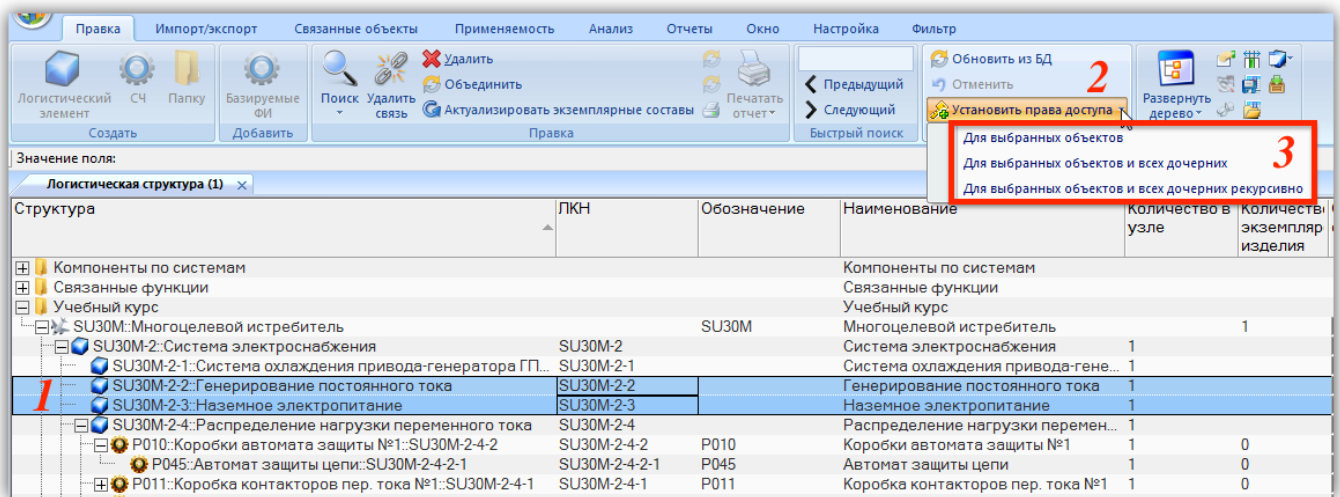 Правка Импорт/экспорт Связанные объекты Применяемость Анализ Отчеты Окно Настройка Фильтр
Логистический элемент
СЧ
Папку
Создать
Базируемые ФИ
Добавить
Поиск
Удалить связь
Удалить
Объединить
Актуализировать экземплярные составы
Печатать отчет
Правка
Предыдущий
Следующий
Быстрый поиск
Обновить из БД
Отменить
2
Установить права доступа
Развернуть дерево
Для выбранных объектов
Для выбранных объектов и всех дочерних
Для выбранных объектов и всех дочерних рекурсивно
3
Значение поля:
Логистическая структура (1)
Структура ЛКН Обозначение Наименование Количество в узле экземпляр изделия
Компоненты по системам Компоненты по системам
Связанные функции Связанные функции
Учебный курс Учебный курс
SU30M::Многоцелевой истребитель SU30M Многоцелевой истребитель 1
SU30M-2::Система электроснабжения SU30M-2 Система электроснабжения 1
SU30M-2-1::Система охлаждения привода-генератора ГП... SU30M-2-1 Система охлаждения привода-гене... 1
1
SU30M-2-2::Генерирование постоянного тока SU30M-2-2 Генерирование постоянного тока 1
SU30M-2-3::Наземное электропитание SU30M-2-3 Наземное электропитание 1
SU30M-2-4::Распределение нагрузки переменного тока SU30M-2-4 Распределение нагрузки перемен... 1
P010::Коробки автомата защиты №1::SU30M-2-4-2 SU30M-2-4-2 P010 Коробки автомата защиты №1 1 0
P045::Автомат защиты цепи::SU30M-2-4-2-1 SU30M-2-4-2-1 P045 Автомат защиты цепи 1 0
P011::Коробка контакторов пер. тока №1::SU30M-2-4-1 SU30M-2-4-1 P011 Коробка контакторов пер. тока №1 1 0